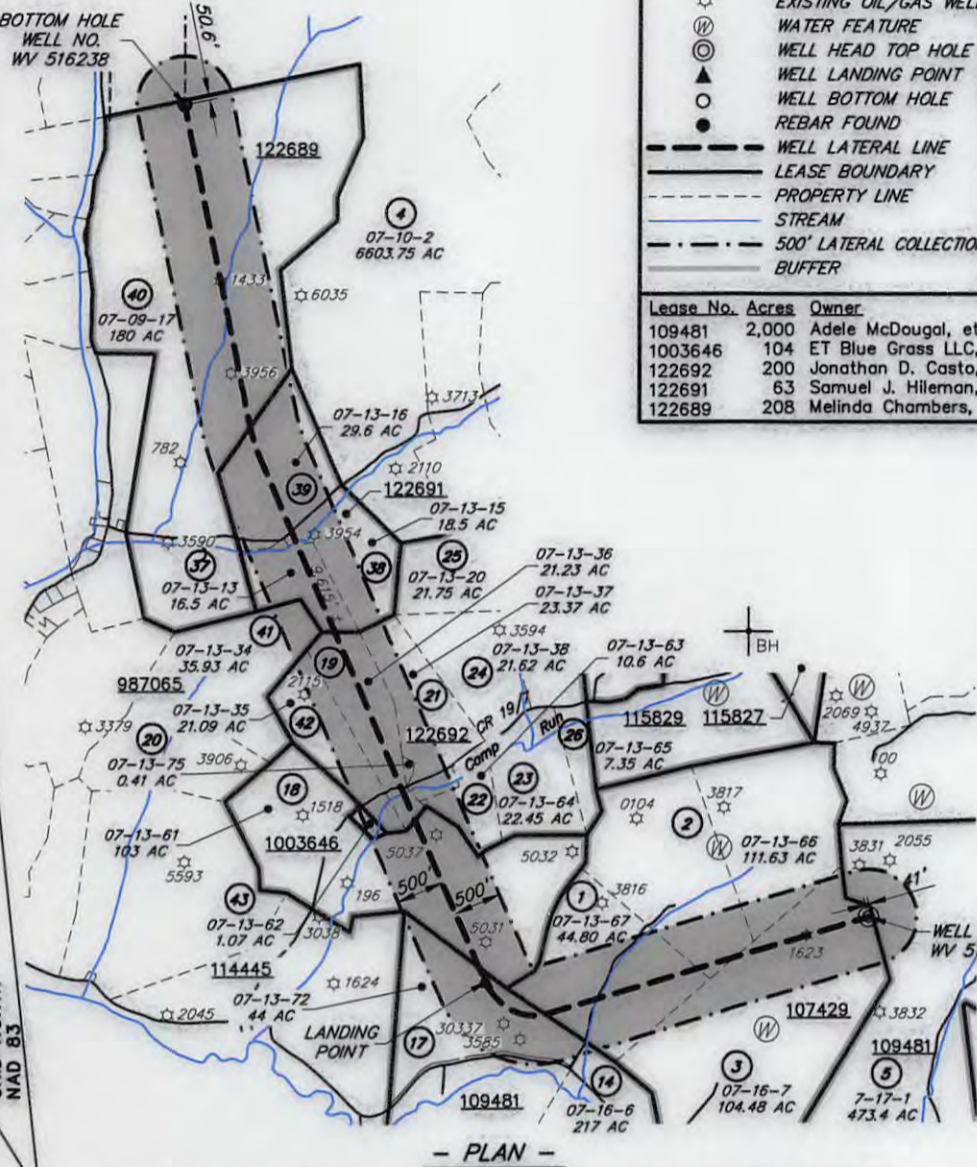 BOTTOM HOLE
WELL NO.
WV 516238
50.6'
EXISTING OIL/GAS WELL
WATER FEATURE
WELL HEAD TOP HOLE
WELL LANDING POINT
WELL BOTTOM HOLE
REBAR FOUND
WELL LATERAL LINE
LEASE BOUNDARY
PROPERTY LINE
STREAM
500' LATERAL COLLECTION
BUFFER
Lease No. Acres Owner
109481 2,000 Adele McDougal, et
1003646 104 ET Blue Grass LLC,
122692 200 Jonathan D. Casto,
122691 63 Samuel J. Hileman,
122689 208 Melinda Chambers,
122689
4
07-10-2
6603.75 AC
1433
6035
40
07-09-17
180 AC
3956
3713
07-13-16
29.6 AC
782
2110
39
122691
07-13-15
18.5 AC
3954
3590
37
07-13-13
16.5 AC
38
25
07-13-20
21.75 AC
9,615'
07-13-36
21.23 AC
07-13-37
23.37 AC
41
07-13-34
35.93 AC
987065
19
3594
07-13-38
21.62 AC
07-13-63
10.6 AC
BH
24
21
2115
42
07-13-35
21.09 AC
3379
20
122692
CR 19
Comp Run
26
115829
115827
W
W
2069
4937
100
07-13-75
0.41 AC
3906
18
1518
23
22
07-13-64
22.45 AC
07-13-65
7.35 AC
0104
3817
2
W
W
07-13-61
103 AC
1003646
5037
5032
07-13-66
111.63 AC
3831
2055
5593
196
500'
500'
1
3816
07-13-67
44.80 AC
41'
43
07-13-62
1.07 AC
3038
5031
1623
WELL
WV 5
114445
1624
07-13-72
44 AC
2045
LANDING
POINT
17
30337
3585
W
107429
3832
109481
5
7-17-1
473.4 AC
3
07-16-7
104.48 AC
14
07-16-6
217 AC
109481
NAD 83
- PLAN -